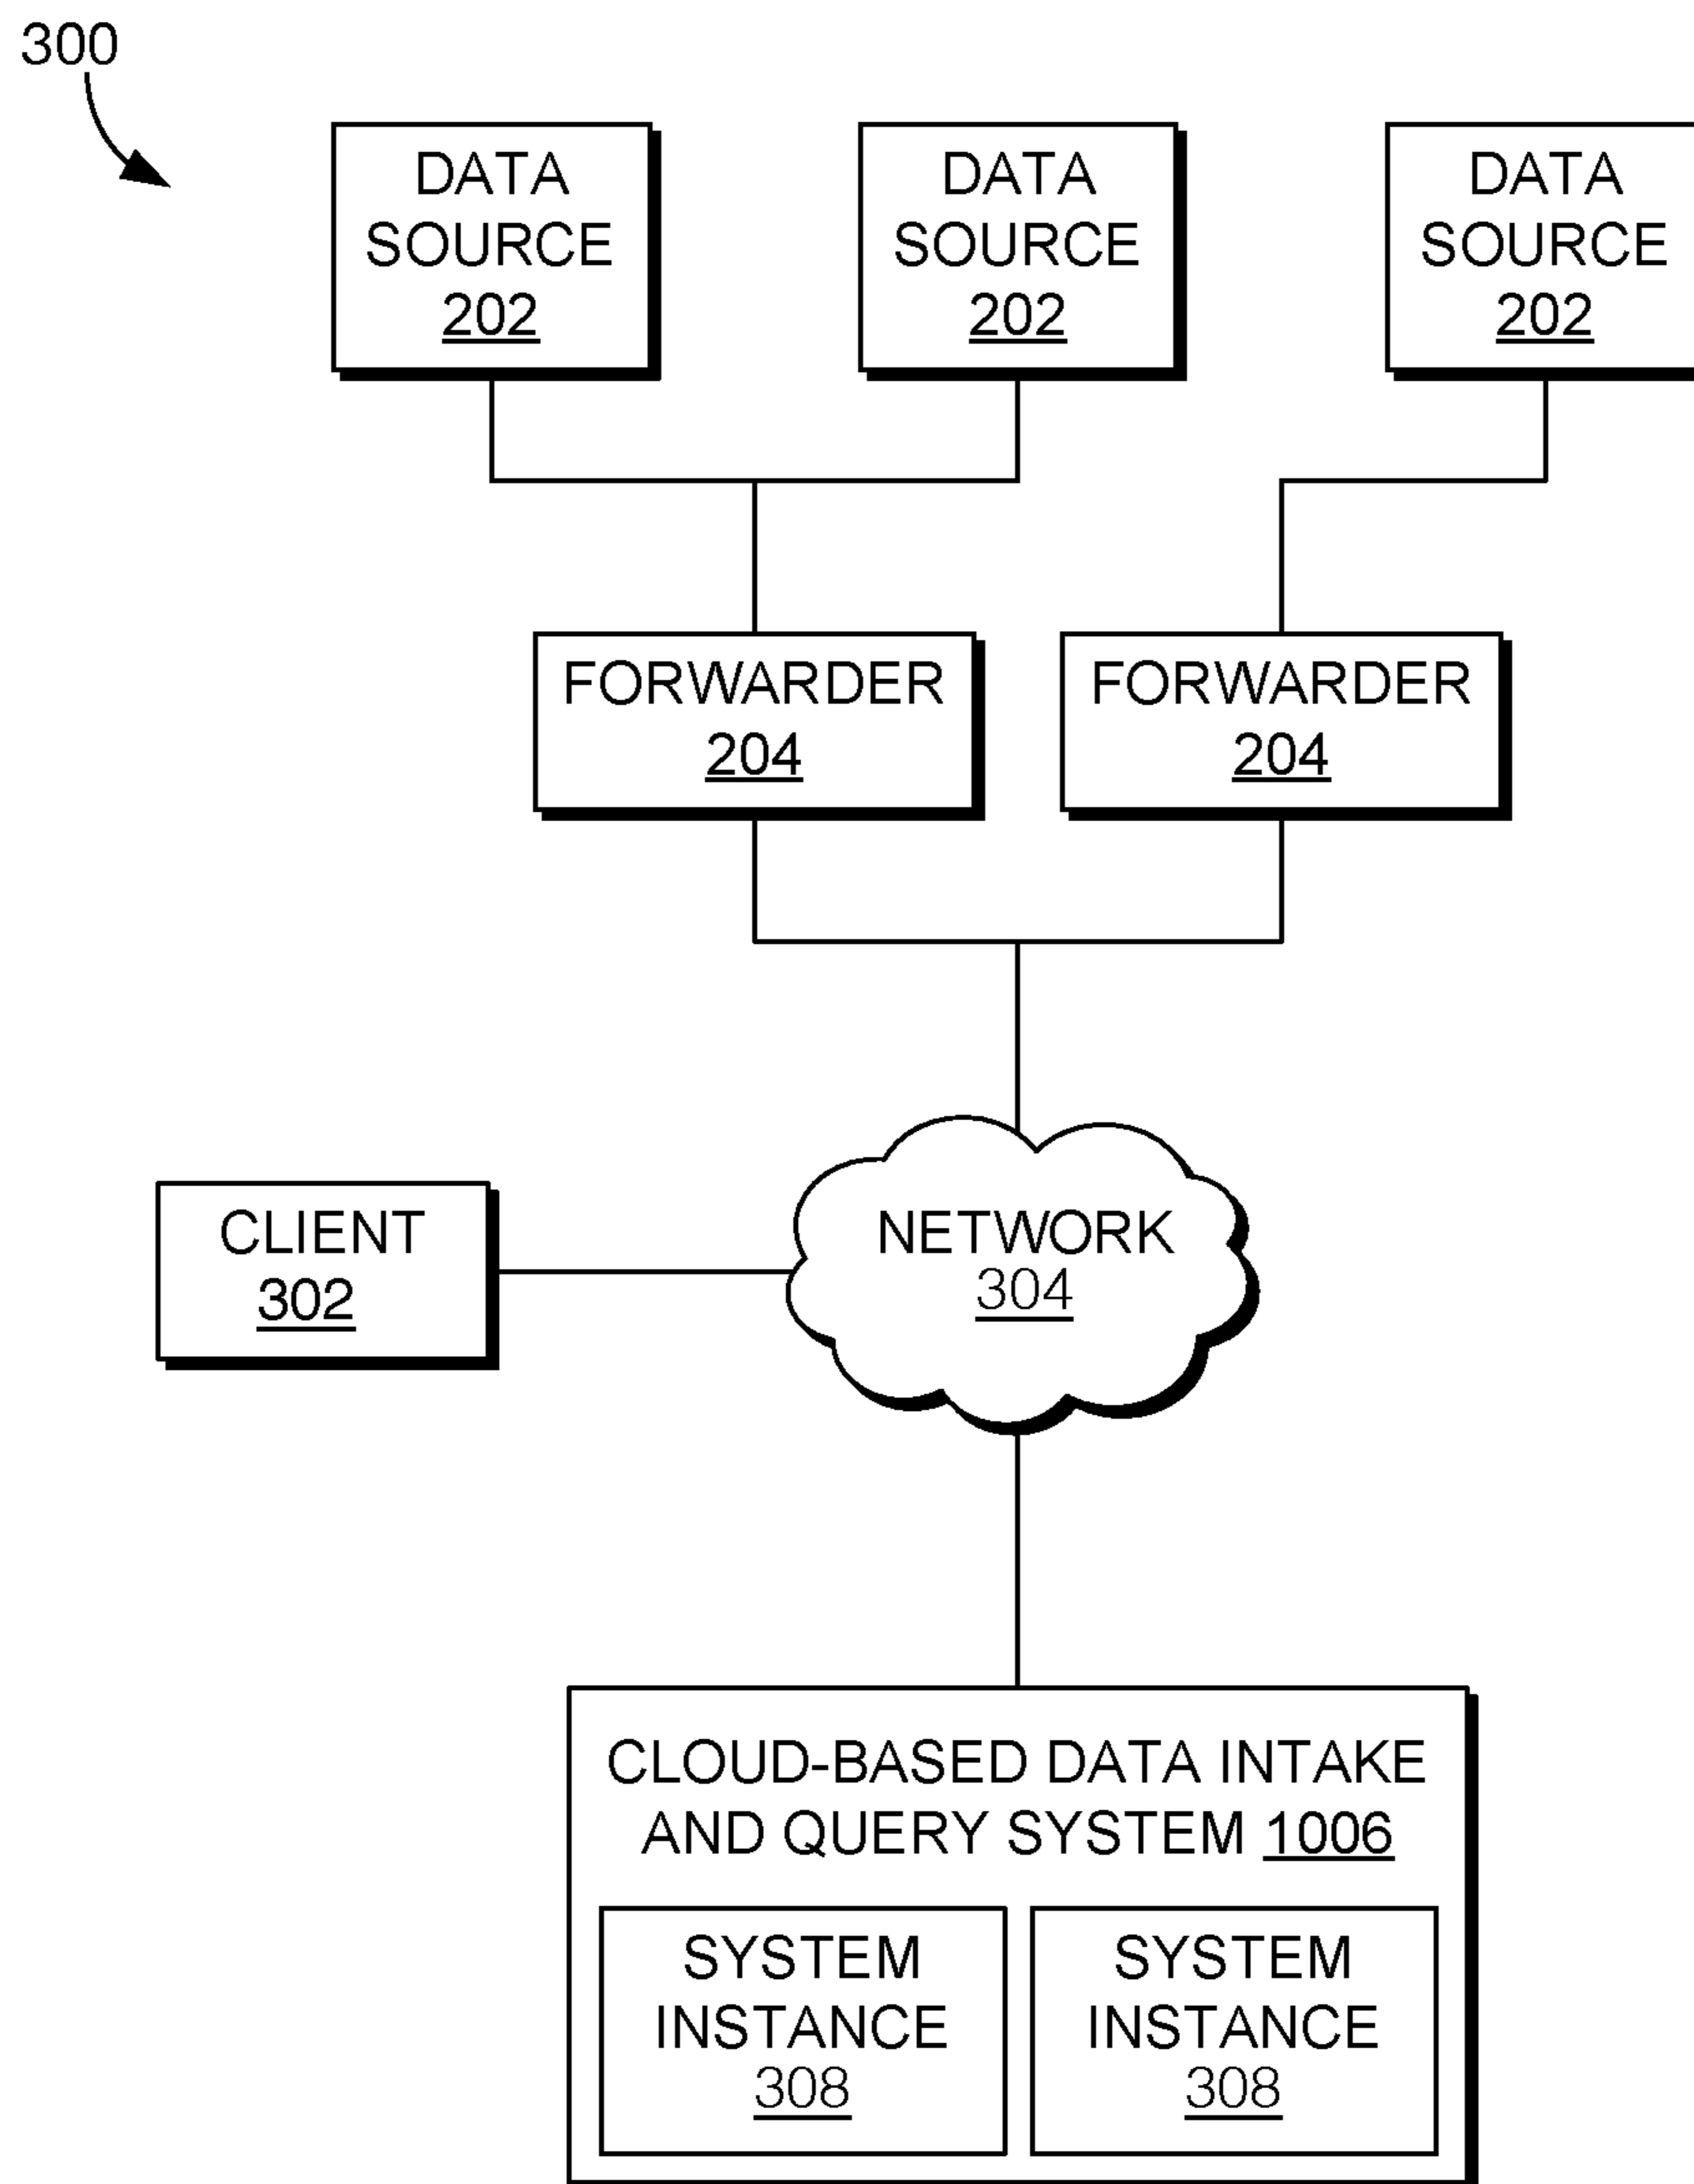 300
DATA
SOURCE
202
DATA
SOURCE
202
DATA
SOURCE
202
FORWARDER
204
FORWARDER
204
CLIENT
302
NETWORK
304
CLOUD-BASED DATA INTAKE
AND QUERY SYSTEM 1006
SYSTEM
INSTANCE
308
SYSTEM
INSTANCE
308